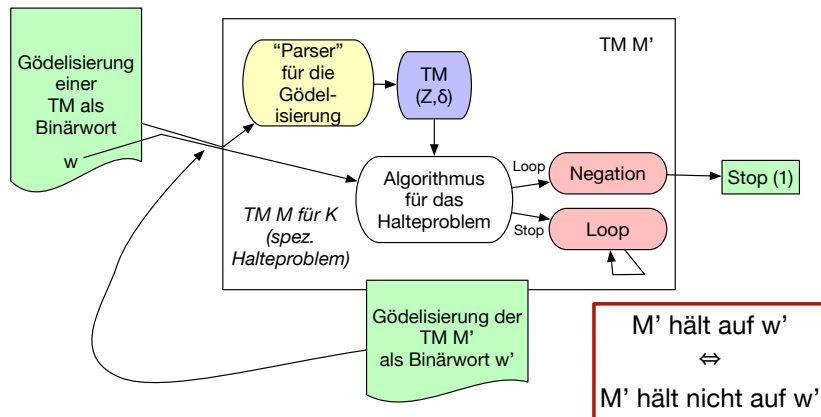 Gödelisierung
einer
TM als
Binärwort
w
“Parser”
für die
Gödel-
isierung
TM
(Z,δ)
TM M’
Algorithmus
für das
Halteproblem
Loop
Stop
Negation
Loop
Stop (1)
TM M für K
(spez.
Halteproblem)
Gödelisierung der
TM M’
als Binärwort w’
M’ hält auf w’
⇔
M’ hält nicht auf w’